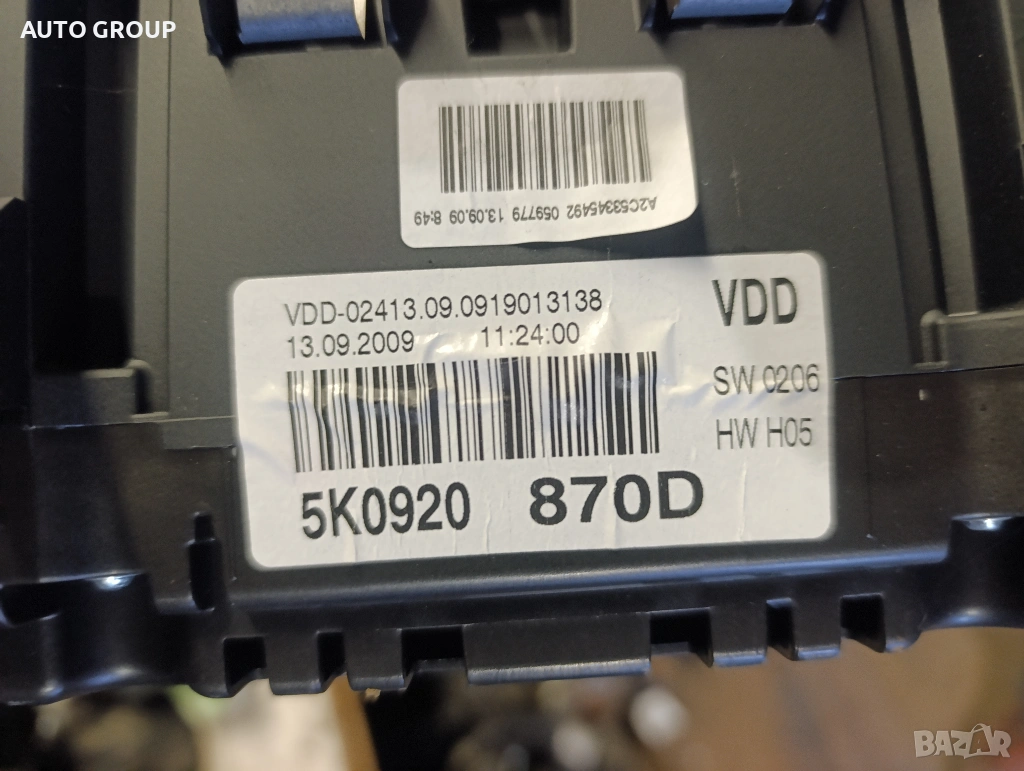 AUTO GROUP
A2C53345492 059779 13.09.09 8:49
VDD-02413.09.0919013138
13.09.2009 11:24:00
VDD
SW 0206
HW H05
5K0920 870D
BAZAR